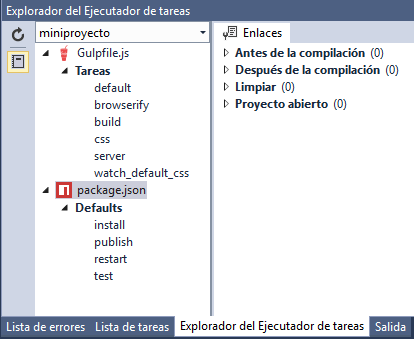 Explorador del Ejecutador de tareas
miniproyecto
Gulpfile.js
Tareas
default
browserify
build
css
server
watch_default_css
package.json
Defaults
install
publish
restart
test
Enlaces
Antes de la compilación (0)
Después de la compilación (0)
Limpiar (0)
Proyecto abierto (0)
Lista de errores Lista de tareas Explorador del Ejecutador de tareas Salida